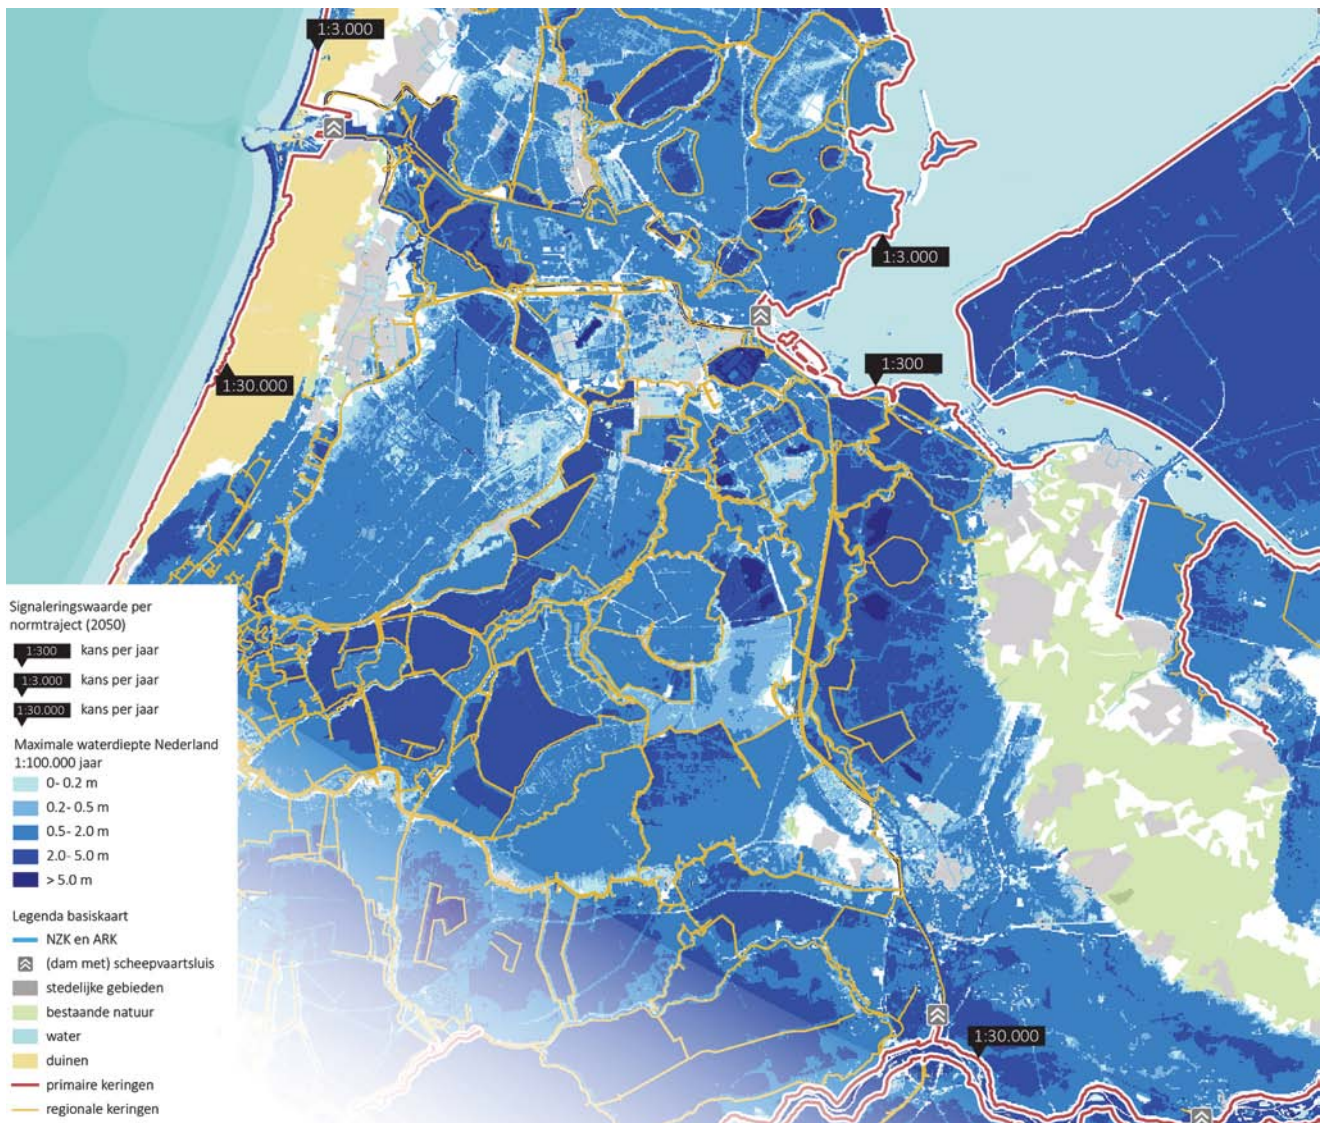 1:3.000
1:3.000
1:300
1:30.000
1:30.000
Signaleringswaarde per
normtraject (2050)
1:300 kans per jaar
1:3.000 kans per jaar
1:30.000 kans per jaar
Maximale waterdiepte Nederland
1:100.000 jaar
0- 0.2 m
0.2- 0.5 m
0.5- 2.0 m
2.0- 5.0 m
> 5.0 m
Legenda basiskaart
NZK en ARK
(dam met) scheepvaartsluis
stedelijke gebieden
bestaande natuur
water
duinen
primaire keringen
regionale keringen